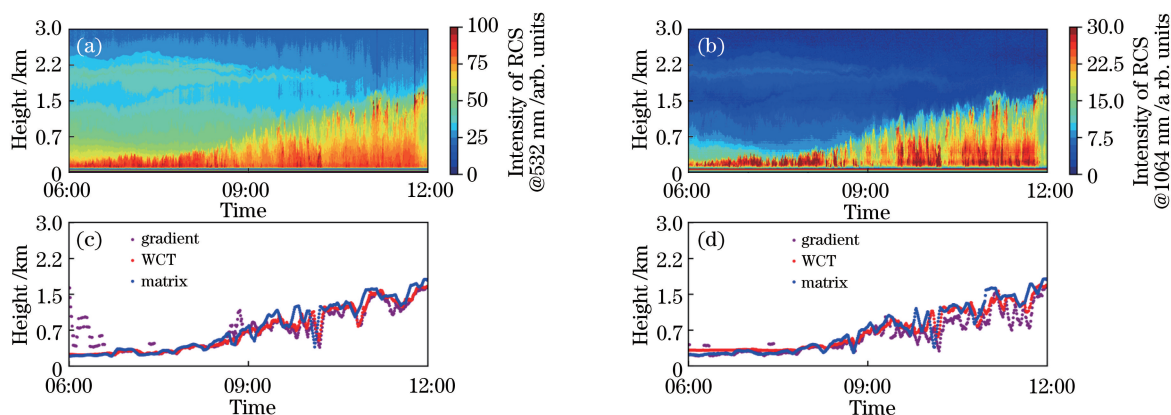 3.0
2.2
1.5
0.7
0
Height /km
(a)
06:00
09:00
12:00
Time
100
75
50
25
0
Intensity of RCS
@532 nm /arb. units
3.0
2.2
1.5
0.7
0
Height /km
(b)
06:00
09:00
12:00
Time
30.0
22.5
15.0
7.5
0
Intensity of RCS
@1064 nm /arb. units
3.0
2.2
1.5
0.7
0
Height /km
(c)
gradient
WCT
matrix
06:00
09:00
12:00
Time
3.0
2.2
1.5
0.7
0
Height /km
(d)
gradient
WCT
matrix
06:00
09:00
12:00
Time